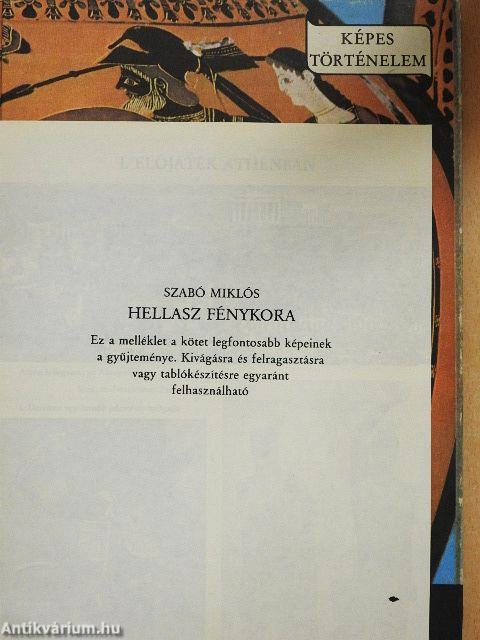 KÉPES
TÖRTÉNELEM
I. ELŐJÁTÉK ATHÉNBAN
SZABÓ MIKLÓS
HELLASZ FÉNYKORA
Ez a melléklet a kötet legfontosabb képeinek
a gyűjteménye. Kivágásra és felragasztásra
vagy tablókészítésre egyaránt
felhasználható
Antikvárium.hu